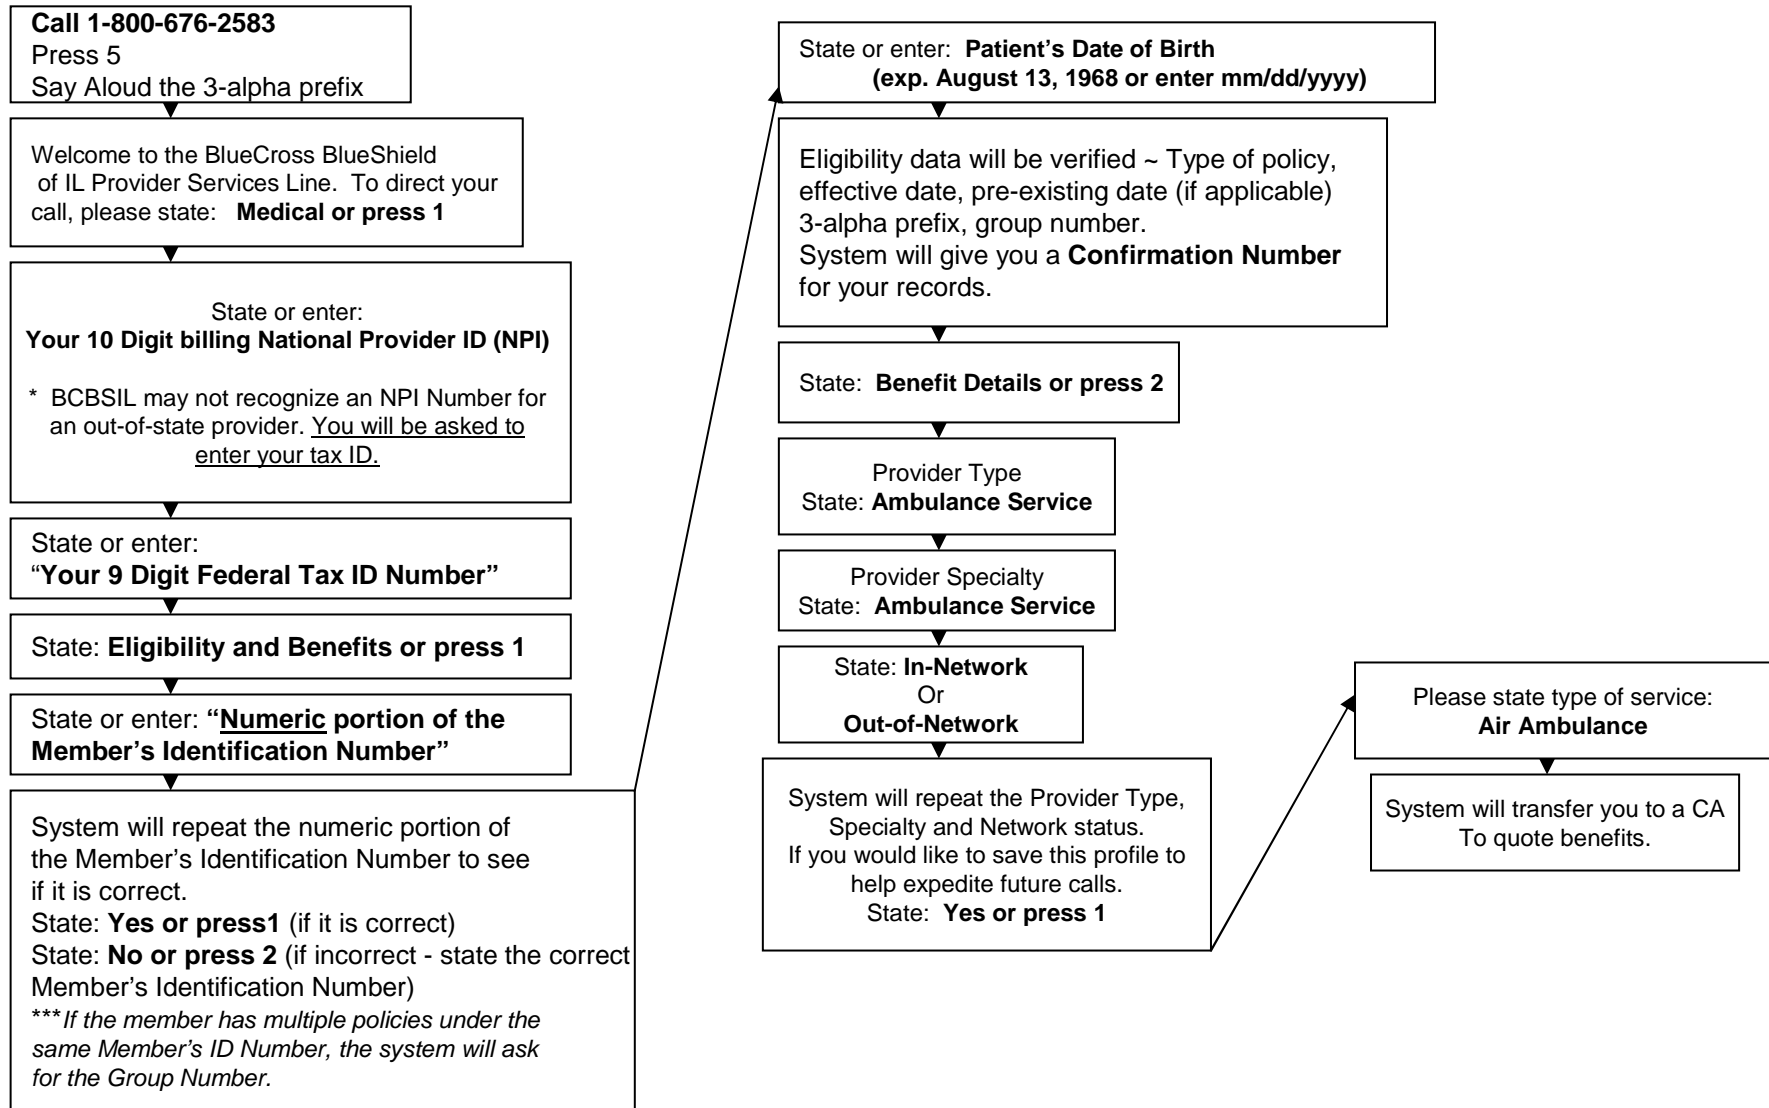 Call 1-800-676-2583
Press 5
Say Aloud the 3-alpha prefix
Welcome to the BlueCross BlueShield
of IL Provider Services Line. To direct your
call, please state: Medical or press 1
State or enter:
Your 10 Digit billing National Provider ID (NPI)
* BCBSIL may not recognize an NPI Number for
an out-of-state provider. You will be asked to
enter your tax ID.
State or enter:
“Your 9 Digit Federal Tax ID Number”
State: Eligibility and Benefits or press 1
State or enter: “Numeric portion of the
Member’s Identification Number”
System will repeat the numeric portion of
the Member’s Identification Number to see
if it is correct.
State: Yes or press1 (if it is correct)
State: No or press 2 (if incorrect - state the correct
Member’s Identification Number)
***If the member has multiple policies under the
same Member’s ID Number, the system will ask
for the Group Number.
State or enter: Patient’s Date of Birth
(exp. August 13, 1968 or enter mm/dd/yyyy)
Eligibility data will be verified ~ Type of policy,
effective date, pre-existing date (if applicable)
3-alpha prefix, group number.
System will give you a Confirmation Number
for your records.
State: Benefit Details or press 2
Provider Type
State: Ambulance Service
Provider Specialty
State: Ambulance Service
State: In-Network
Or
Out-of-Network
System will repeat the Provider Type,
Specialty and Network status.
If you would like to save this profile to
help expedite future calls.
State: Yes or press 1
Please state type of service:
Air Ambulance
System will transfer you to a CA
To quote benefits.